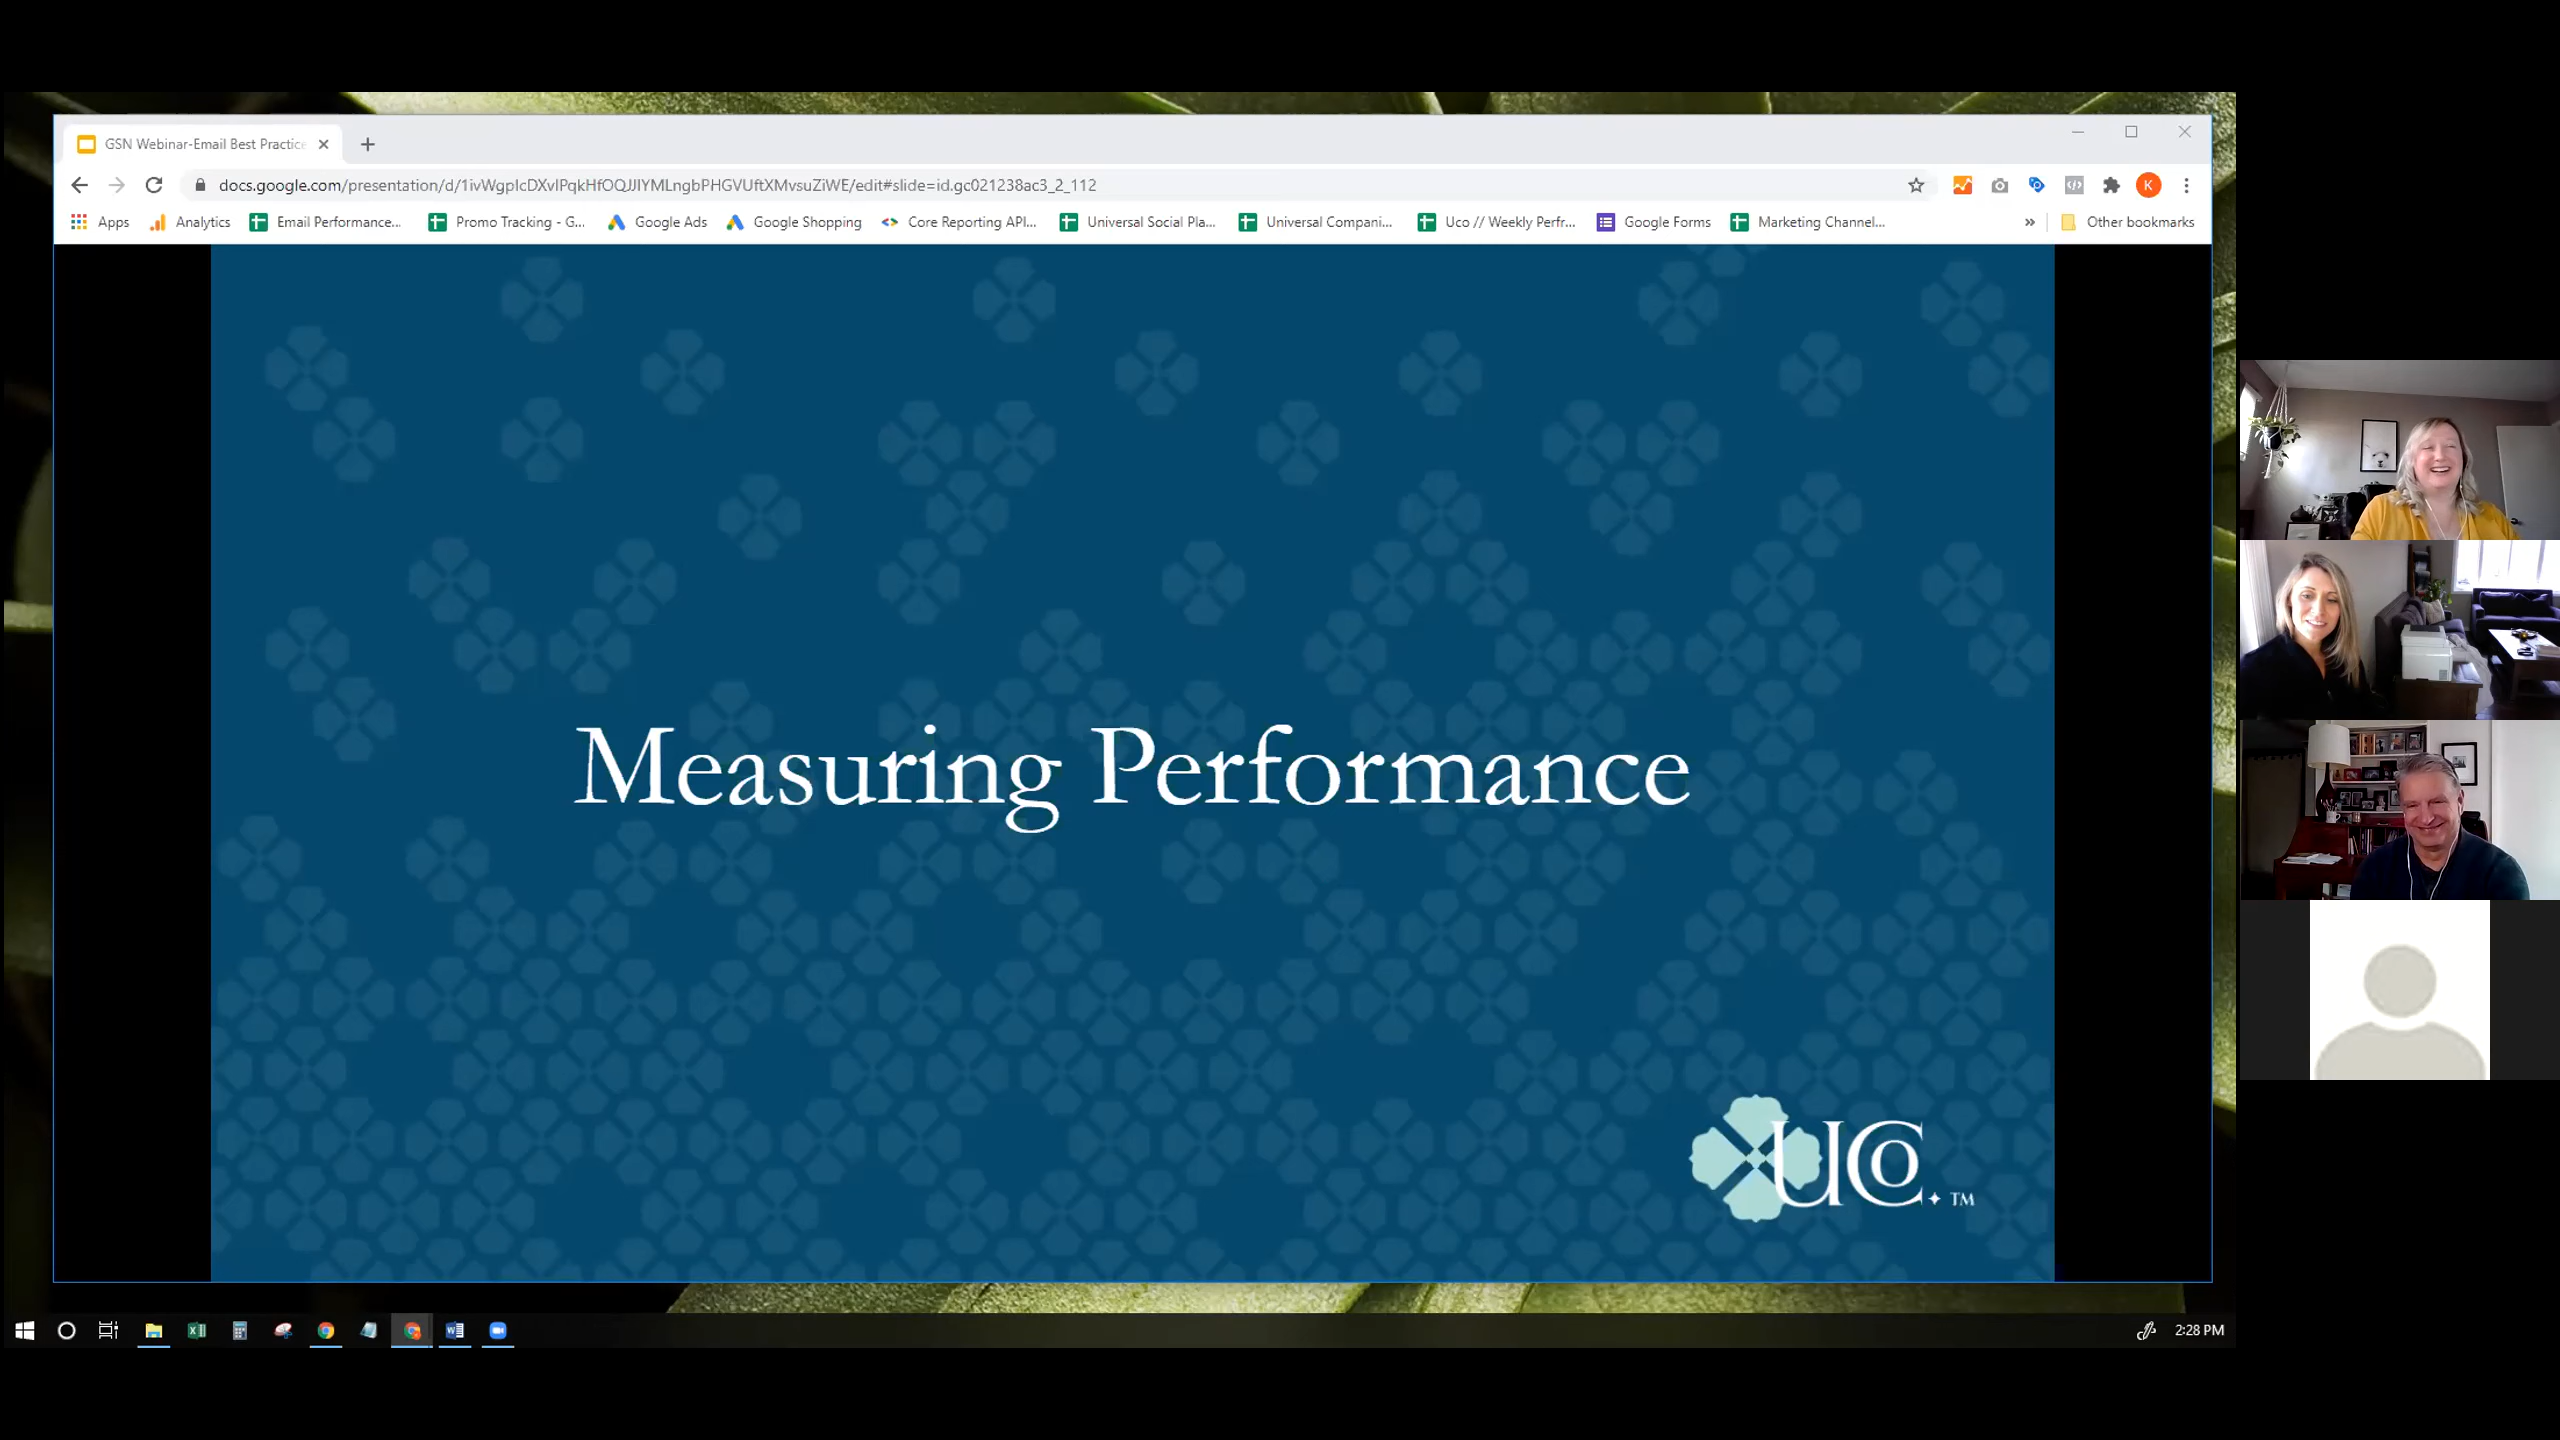 GSN Webinar-Email Best Practice
docs.google.com/presentation/d/1ivWgpIcDXvIPqkHfOQJJIYMLngbPHGVUftXMvsuZiWE/edit#slide=id.gc021238ac3_2_112
K
Apps Analytics Email Performance... Promo Tracking - G... Google Ads Google Shopping Core Reporting API... Universal Social Pla... Universal Compani... Uco // Weekly Perfr... Google Forms Marketing Channel... » Other bookmarks
Measuring Performance
UCO. TM
2:28 PM